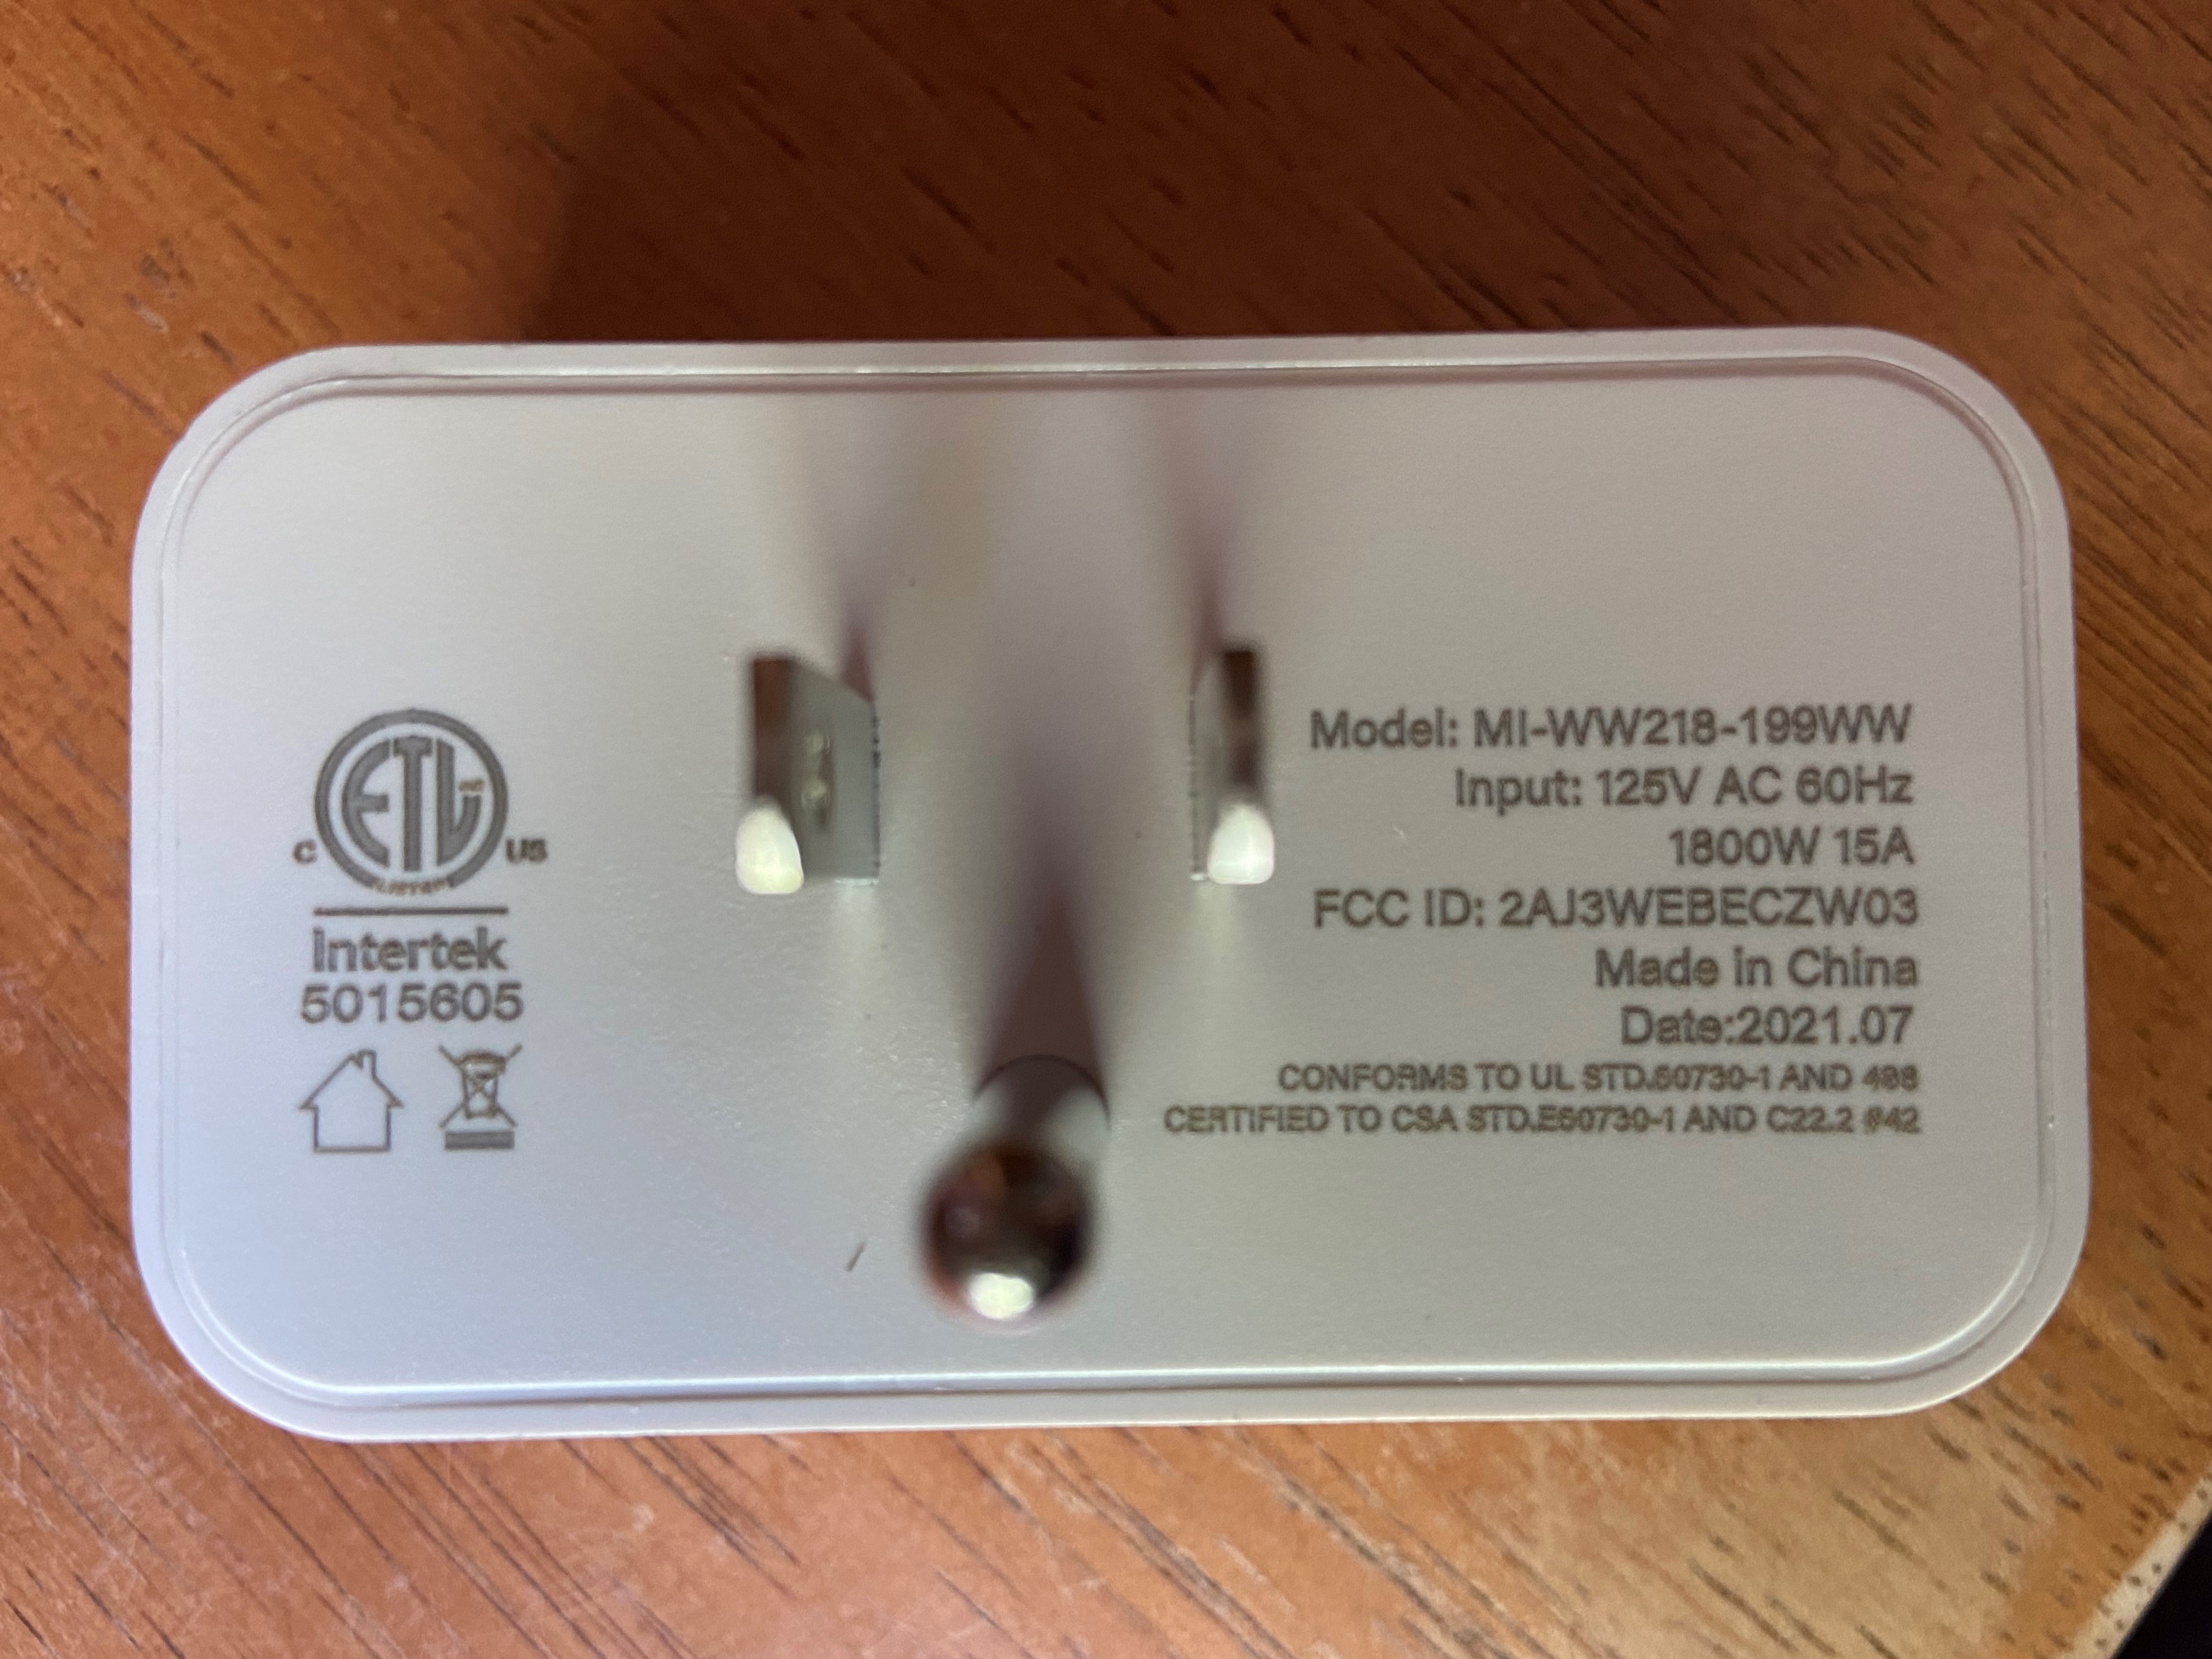 ETL
C US
LISTED
Intertek
5015605
Model: MI-WW218-199WW
Input: 125V AC 60Hz
1800W 15A
FCC ID: 2AJ3WEBECZW03
Made in China
Date:2021.07
CONFORMS TO UL STD.60730-1 AND 498
CERTIFIED TO CSA STD.E60730-1 AND C22.2 #42